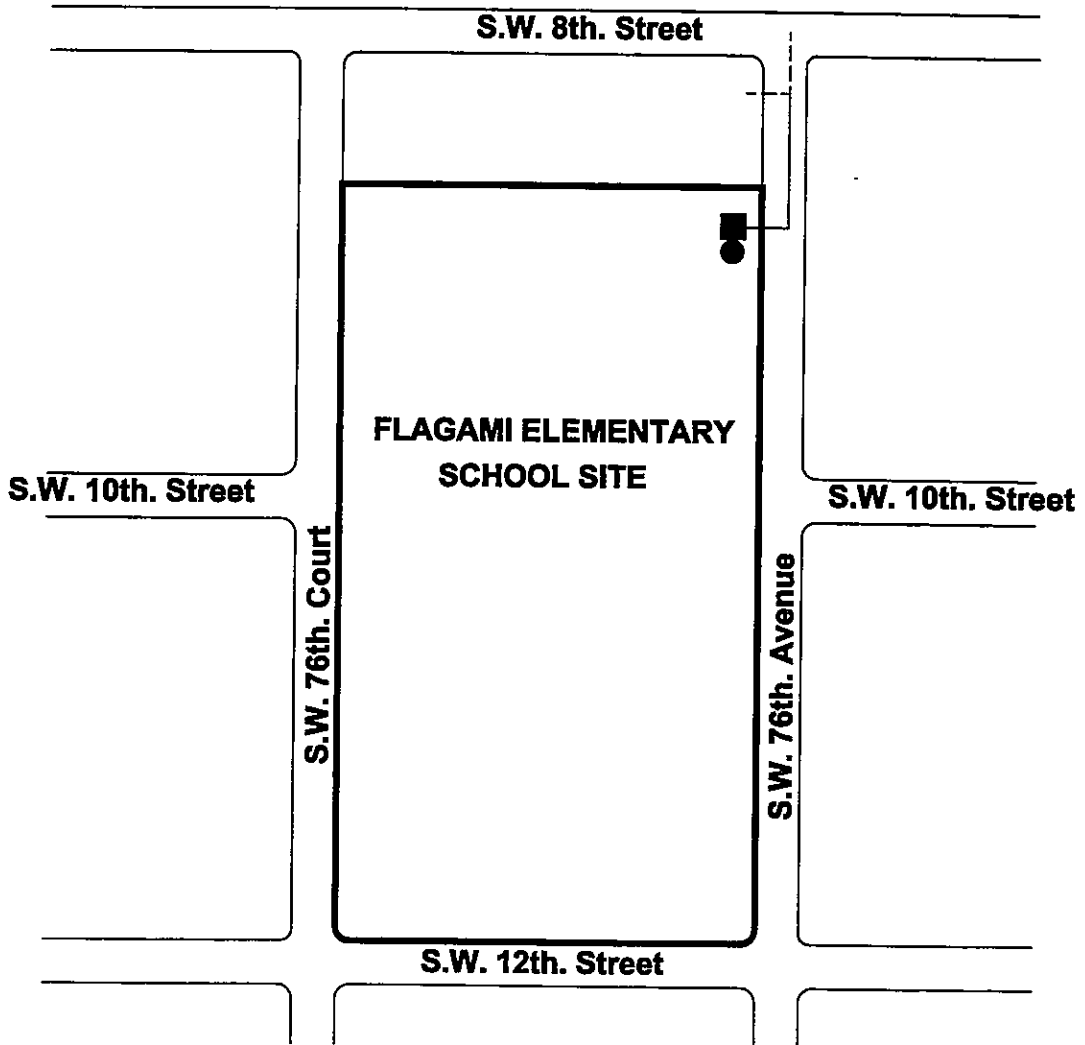 S.W. 8th. Street
FLAGAMI ELEMENTARY
SCHOOL SITE
S.W. 10th. Street
S.W. 10th. Street
S.W. 76th. Court
S.W. 76th. Avenue
S.W. 12th. Street